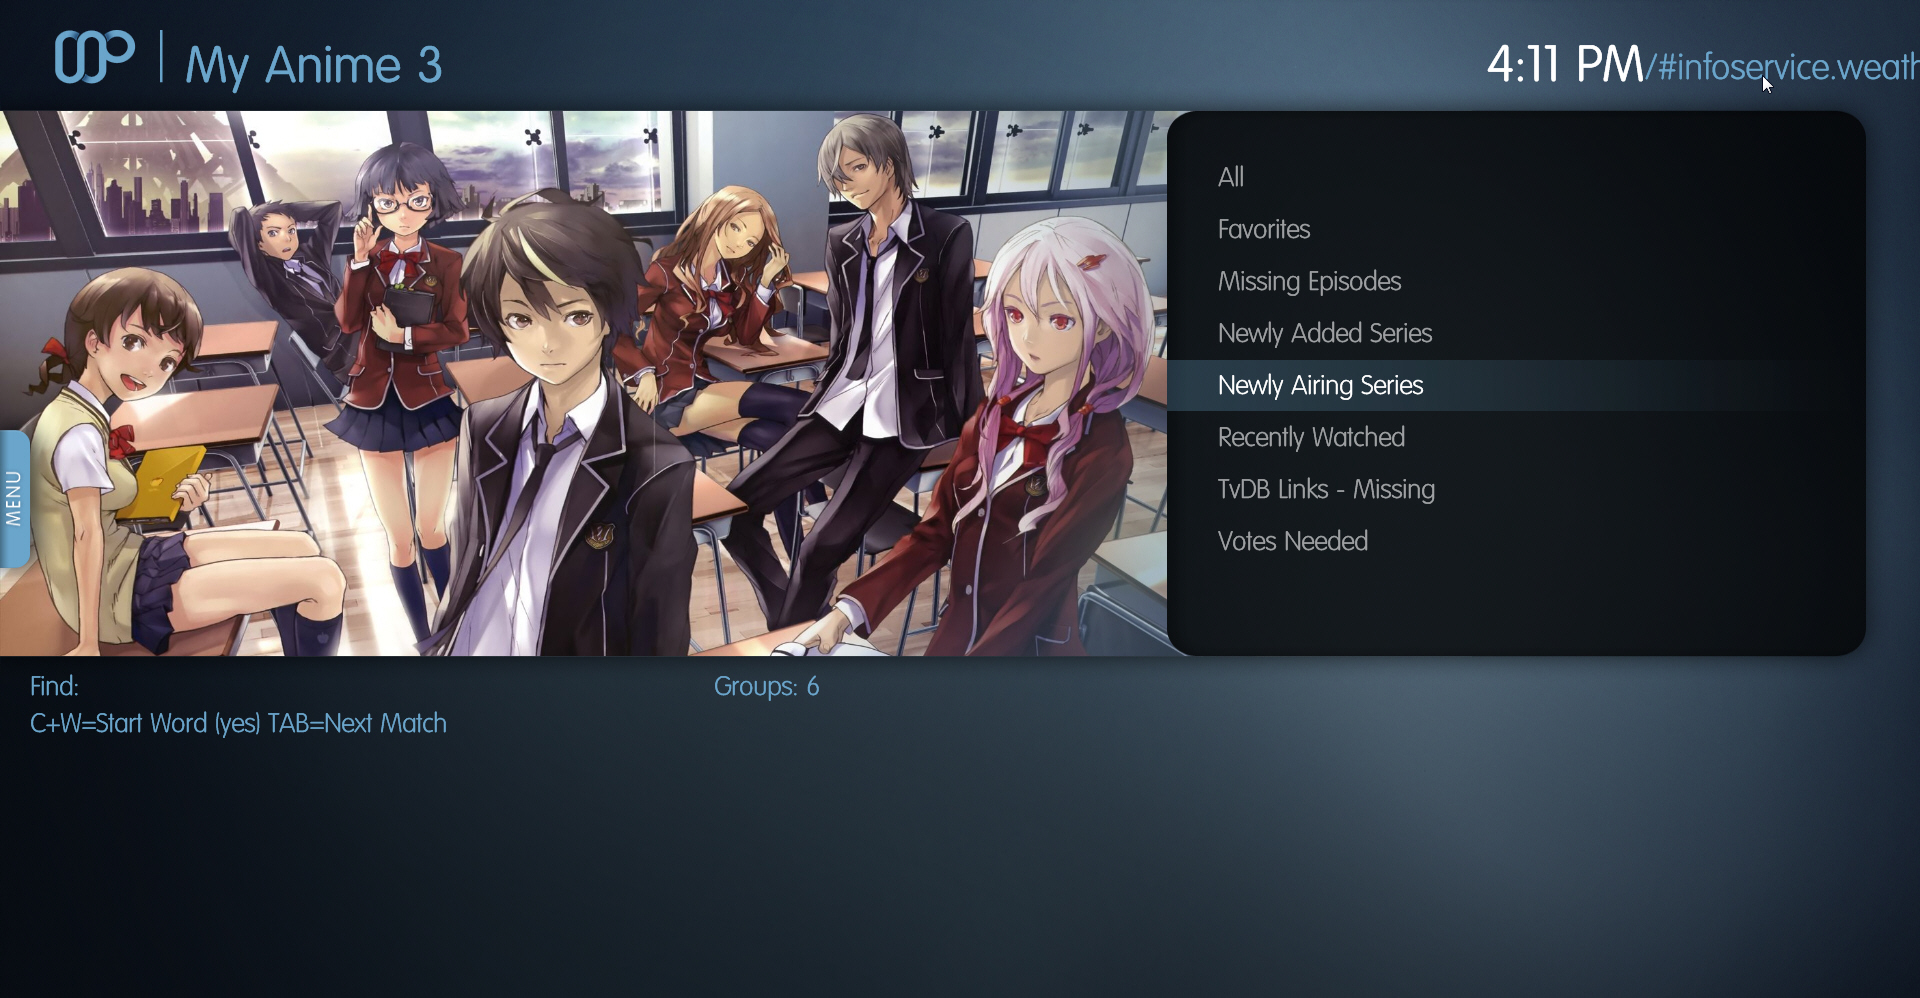 My Anime 3
4:11 PM/#infoservice.weath
All
Favorites
Missing Episodes
Newly Added Series
Newly Airing Series
Recently Watched
TvDB Links - Missing
Votes Needed
MENU
Find:
Groups: 6
C+W=Start Word (yes) TAB=Next Match